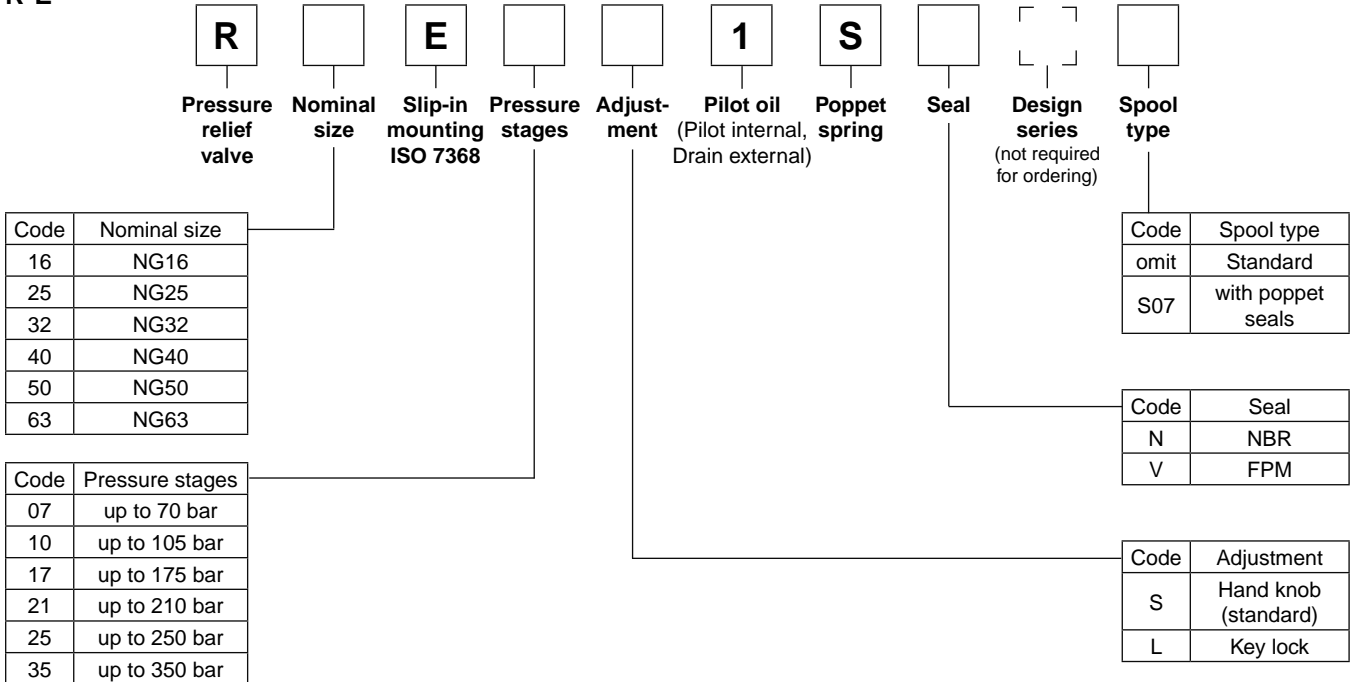 R E 1 S
Pressure relief valve
Nominal size
Slip-in mounting ISO 7368
Pressure stages
Adjust-ment
Pilot oil (Pilot internal, Drain external)
Poppet spring
Seal
Design series (not required for ordering)
Spool type
Code Nominal size
16 NG16
25 NG25
32 NG32
40 NG40
50 NG50
63 NG63
Code Pressure stages
07 up to 70 bar
10 up to 105 bar
17 up to 175 bar
21 up to 210 bar
25 up to 250 bar
35 up to 350 bar
Code Spool type
omit Standard
S07 with poppet seals
Code Seal
N NBR
V FPM
Code Adjustment
S Hand knob (standard)
L Key lock